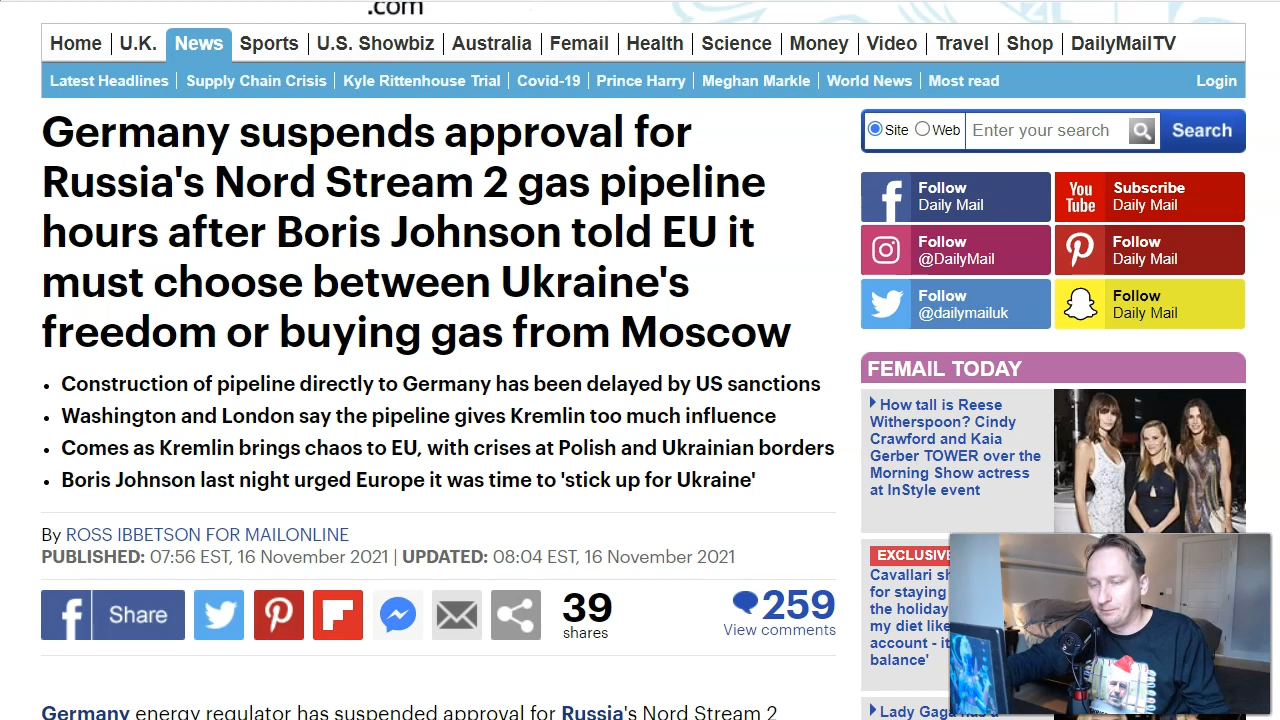 .com
Home U.K. News Sports U.S. Showbiz Australia Femail Health Science Money Video Travel Shop DailyMailTV
Latest Headlines Supply Chain Crisis Kyle Rittenhouse Trial Covid-19 Prince Harry Meghan Markle World News Most read Login
Germany suspends approval for
Russia's Nord Stream 2 gas pipeline
hours after Boris Johnson told EU it
must choose between Ukraine's
freedom or buying gas from Moscow
• Construction of pipeline directly to Germany has been delayed by US sanctions
• Washington and London say the pipeline gives Kremlin too much influence
• Comes as Kremlin brings chaos to EU, with crises at Polish and Ukrainian borders
• Boris Johnson last night urged Europe it was time to 'stick up for Ukraine'
By ROSS IBBETSON FOR MAILONLINE
PUBLISHED: 07:56 EST, 16 November 2021 | UPDATED: 08:04 EST, 16 November 2021
Share
39
shares
259
View comments
Germany energy regulator has suspended approval for Russia's Nord Stream 2
Site Web Enter your search Search
Follow
Daily Mail
You
Tube
Subscribe
Daily Mail
Follow
@DailyMail
Follow
Daily Mail
Follow
@dailymailuk
Follow
Daily Mail
FEMAIL TODAY
How tall is Reese
Witherspoon? Cindy
Crawford and Kaia
Gerber TOWER over the
Morning Show actress
at InStyle event
EXCLUSIVE
Cavallari
for staying
the holiday
my diet like
account -
balance'
Lady Gaga